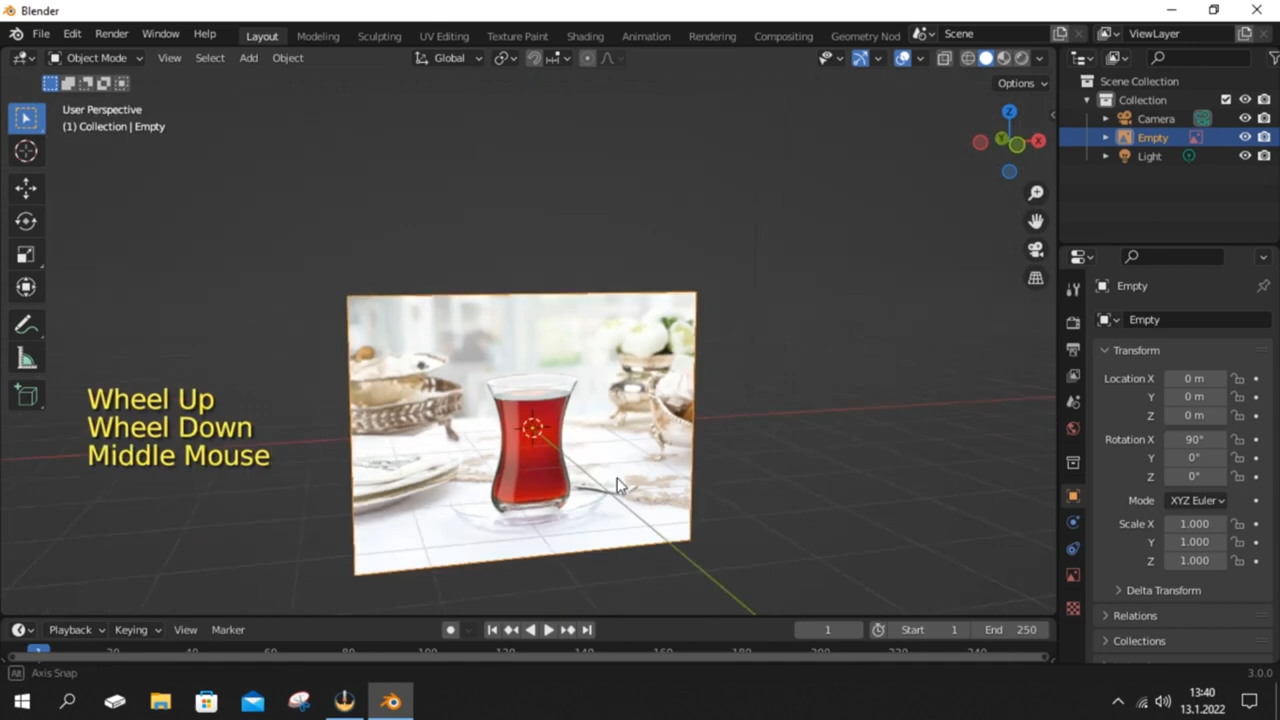 Blender
File Edit Render Window Help Layout Modeling Sculpting UV Editing Texture Paint Shading Animation Rendering Compositing Geometry Nod Scene ViewLayer
Object Mode View Select Add Object Global
Options
User Perspective
(1) Collection | Empty
Z
Y
X
Scene Collection
Collection
Camera
Empty
Light
Empty
Empty
Transform
Location X 0 m
Y 0 m
Z 0 m
Rotation X 90°
Y 0°
Z 0°
Mode XYZ Euler
Scale X 1.000
Y 1.000
Z 1.000
Delta Transform
Relations
Collections
Wheel Up
Wheel Down
Middle Mouse
Playback Keying View Marker 1 Start 1 End 250
Alt Axis Snap 3.0.0
13:40
13.1.2022